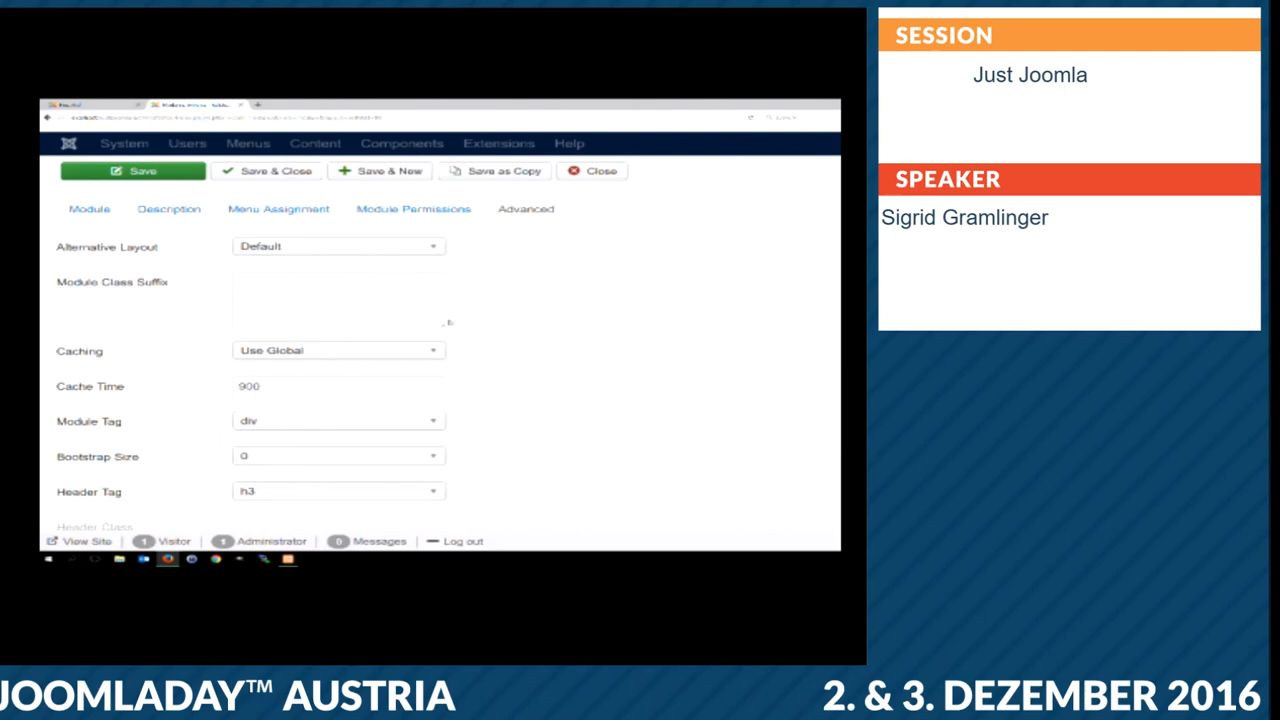 SESSION
Just Joomla
SPEAKER
Sigrid Gramlinger
System Users Menus Content Components Extensions Help
Save Save & Close Save & New Save as Copy Close
Module Description Menu Assignment Module Permissions Advanced
Alternative Layout Default
Module Class Suffix
Caching Use Global
Cache Time 900
Module Tag div
Bootstrap Size 0
Header Tag h3
Header Class
View Site 1 Visitor 1 Administrator 0 Messages Log out
JOOMLADAY™ AUSTRIA 2. & 3. DEZEMBER 2016